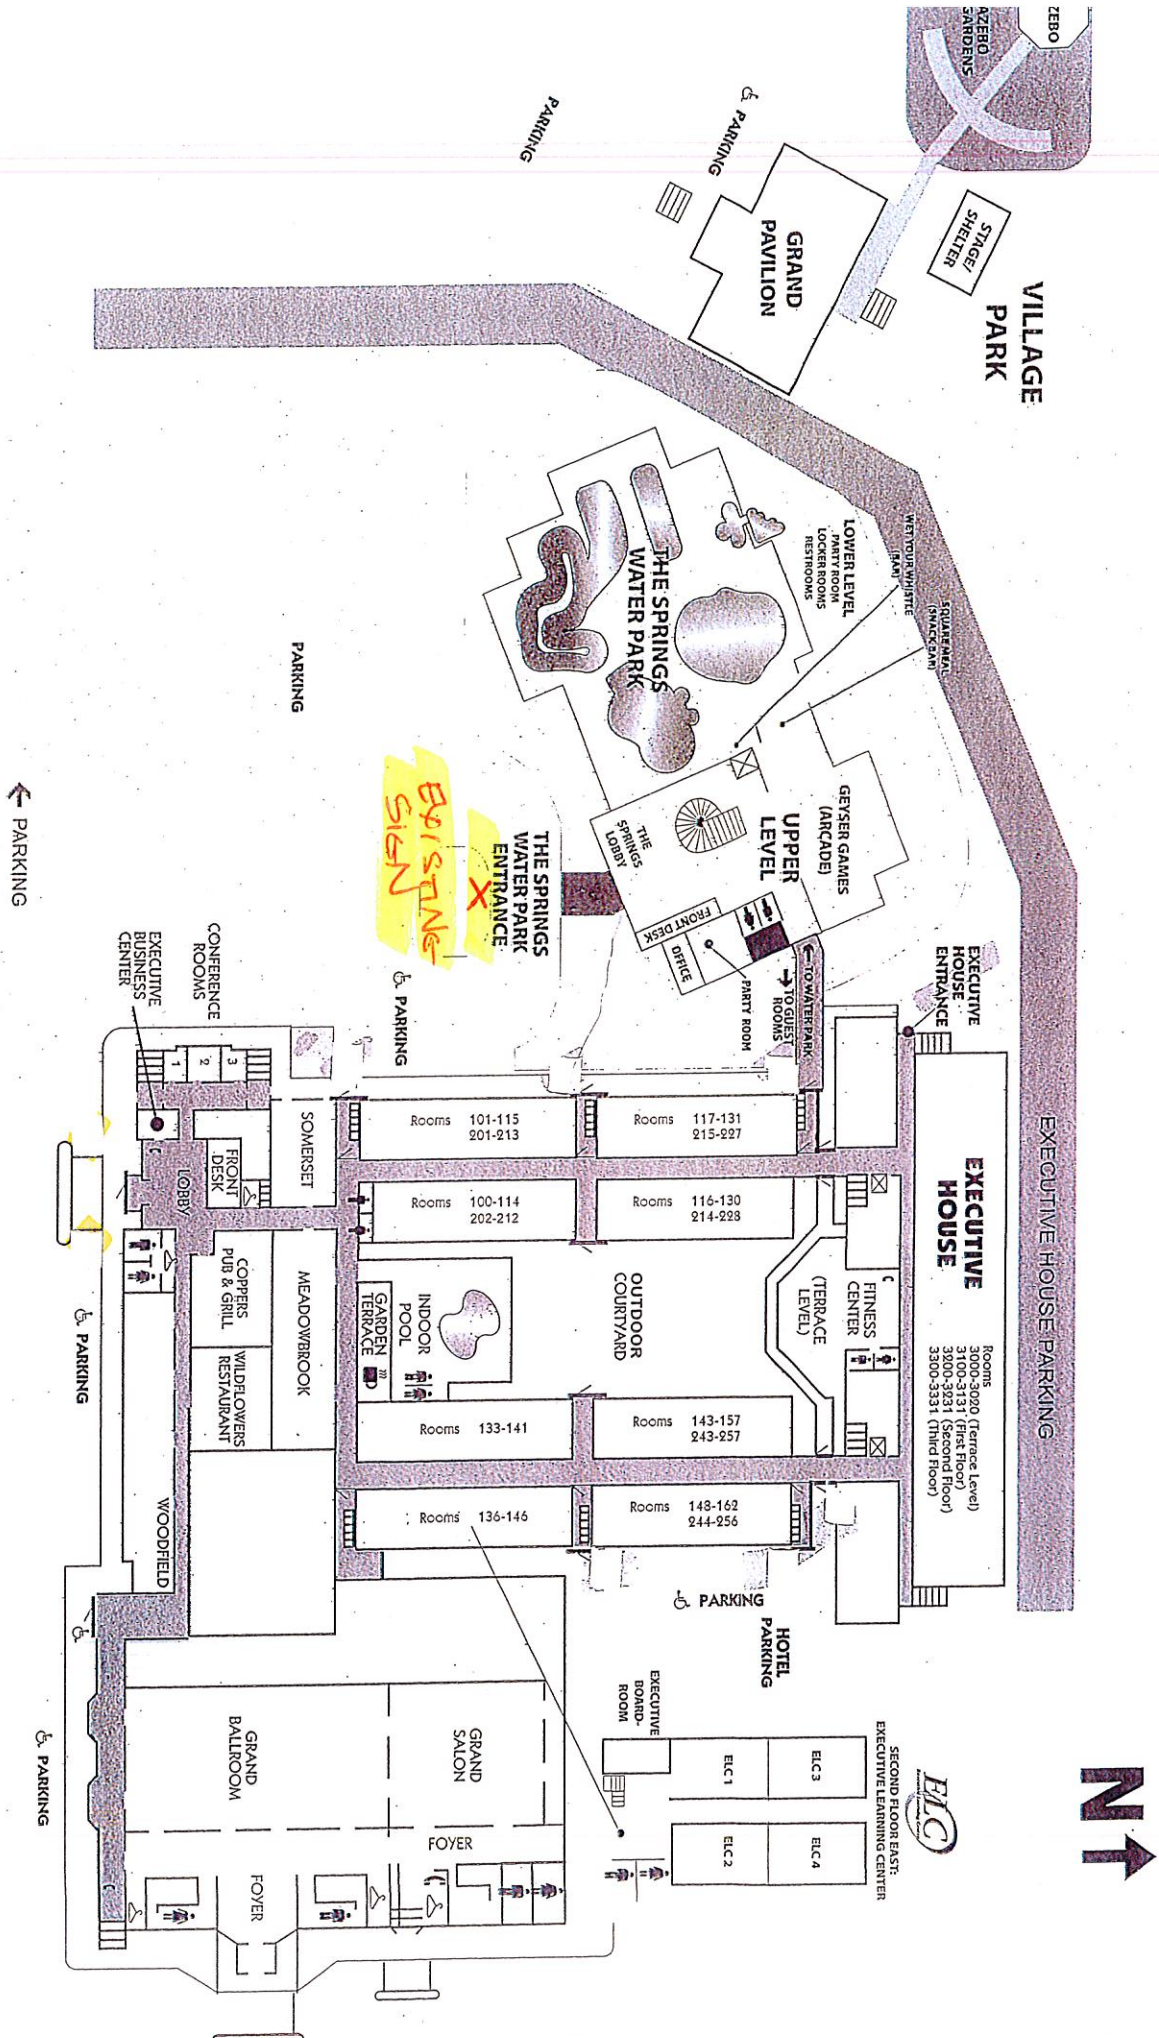 ZEBO
AZEBO
GARDENS
STAGE/
SHELTER
VILLAGE
PARK
GRAND
PAVILION
♿ PARKING
PARKING
EXECUTIVE HOUSE PARKING
WET YOUR WHISTLE
(BAR)
SQUARE MEAL
(SNACK BAR)
LOWER LEVEL
PARTY ROOM
LOCKER ROOMS
RESTROOMS
THE SPRINGS
WATER PARK
GEYSER GAMES
(ARCADE)
UPPER
LEVEL
THE
SPRINGS
LOBBY
FRONT DESK
OFFICE
PARTY ROOM
← TO WATER PARK
→ TO GUEST
ROOMS
THE SPRINGS
WATER PARK
ENTRANCE
X
EXISTING
SIGN
PARKING
← PARKING
♿ PARKING
EXECUTIVE
HOUSE
ENTRANCE
EXECUTIVE
HOUSE
Rooms
3000-3020 (Terrace Level)
3100-3131 (First Floor)
3200-3231 (Second Floor)
3300-3331 (Third Floor)
FITNESS
CENTER
(TERRACE
LEVEL)
Rooms 101-115
201-213
Rooms 117-131
215-227
Rooms 100-114
202-212
Rooms 116-130
214-228
OUTDOOR
COURTYARD
INDOOR
POOL
GARDEN
TERRACE
Rooms 133-141
Rooms 143-157
243-257
Rooms 136-146
Rooms 148-162
244-256
CONFERENCE
ROOMS
1
2
3
EXECUTIVE
BUSINESS
CENTER
SOMERSET
FRONT
DESK
LOBBY
MEADOWBROOK
COPPERS
PUB & GRILL
WILDFLOWERS
RESTAURANT
WOODFIELD
♿ PARKING
♿ PARKING
♿ PARKING
HOTEL
PARKING
GRAND
BALLROOM
GRAND
SALON
FOYER
FOYER
EXECUTIVE
BOARD-
ROOM
ELC 1
ELC 3
ELC 2
ELC 4
SECOND FLOOR EAST:
EXECUTIVE LEARNING CENTER
ELC
N